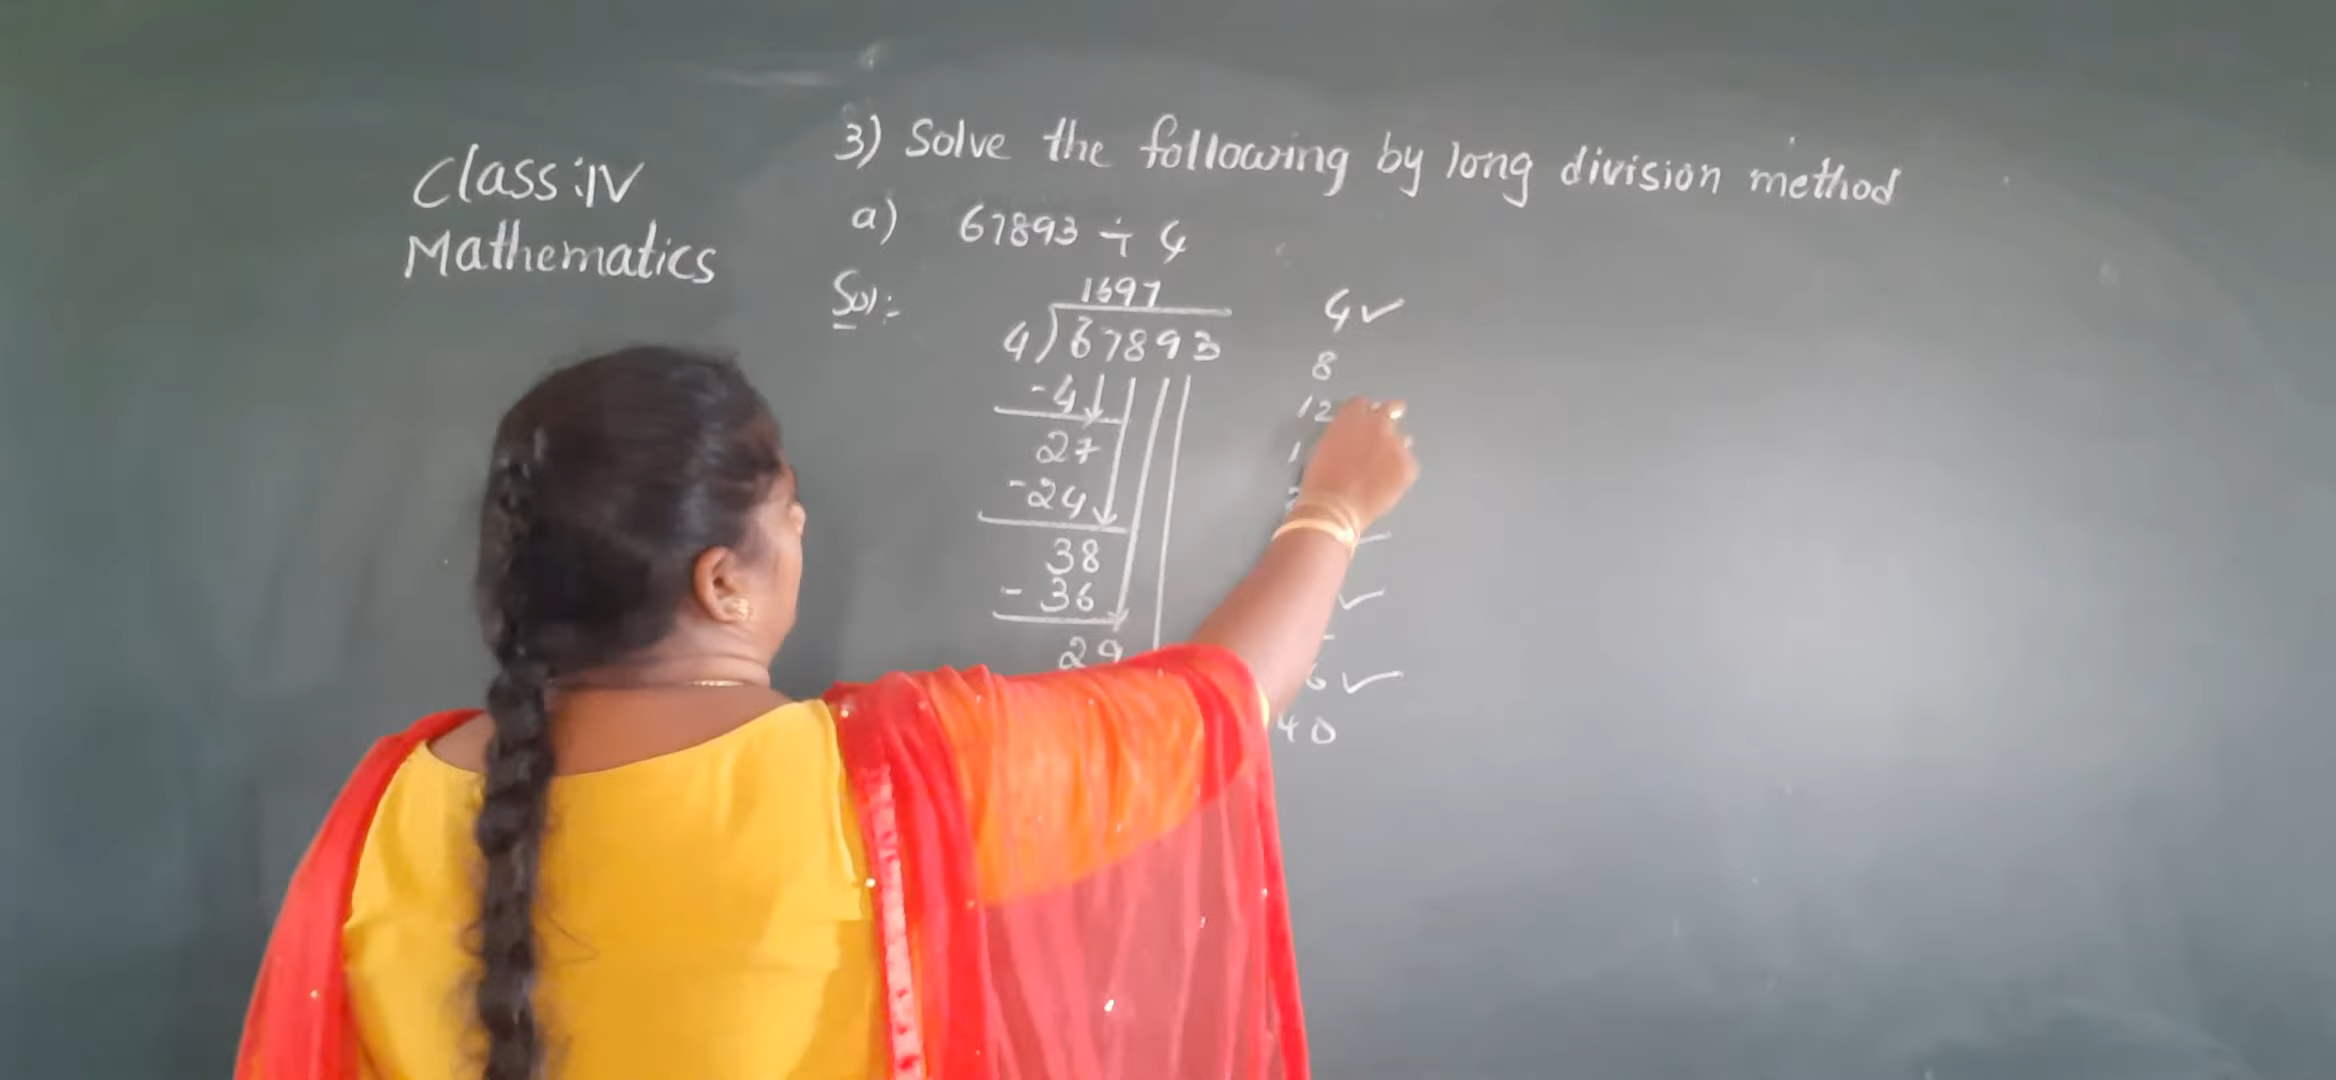 Class:IV
Mathematics
3) Solve the following by long division method
a) 67893 ÷ 4
Sol:-
1697
4)67893
-4
27
-24
38
-36
29
4✓
8
12
✓
6✓
40